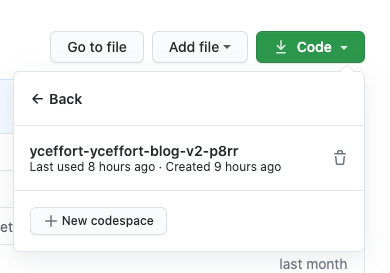 Go to file
Add file
Code
Back
yceffort-yceffort-blog-v2-p8rr
Last used 8 hours ago · Created 9 hours ago
et
New codespace
last month